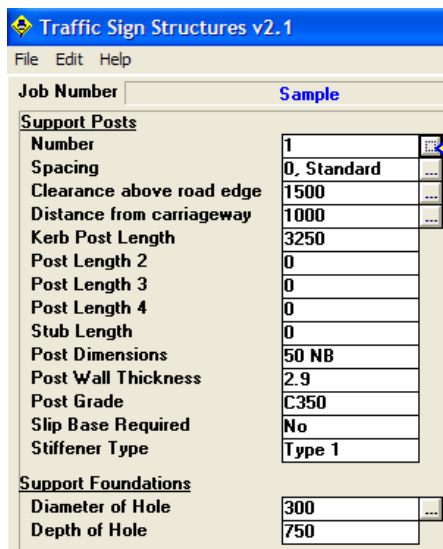 Traffic Sign Structures v2.1
File Edit Help
Job Number Sample
Support Posts
Number 1 ...
Spacing 0, Standard ...
Clearance above road edge 1500 ...
Distance from carriageway 1000 ...
Kerb Post Length 3250
Post Length 2 0
Post Length 3 0
Post Length 4 0
Stub Length 0
Post Dimensions 50 NB
Post Wall Thickness 2.9
Post Grade C350
Slip Base Required No
Stiffener Type Type 1
Support Foundations
Diameter of Hole 300 ...
Depth of Hole 750